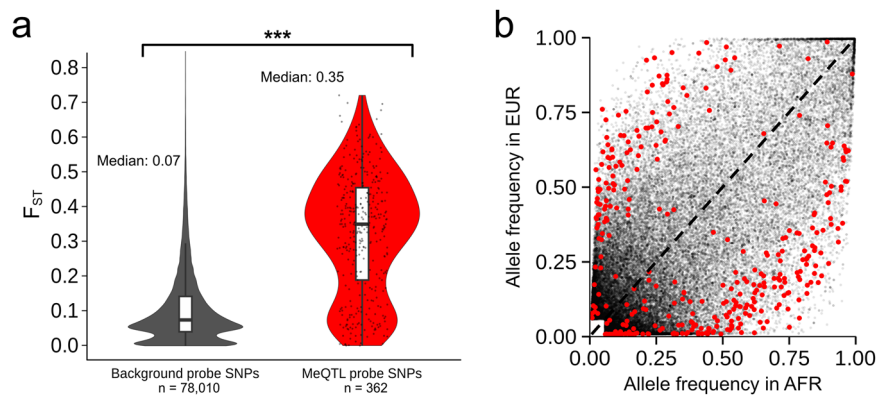 a
***
Median: 0.35
Median: 0.07
F_ST
0.8
0.7
0.6
0.5
0.4
0.3
0.2
0.1
0.0
Background probe SNPs
n = 78,010
MeQTL probe SNPs
n = 362
b
Allele frequency in EUR
1.00
0.75
0.50
0.25
0.00
0.00 0.25 0.50 0.75 1.00
Allele frequency in AFR